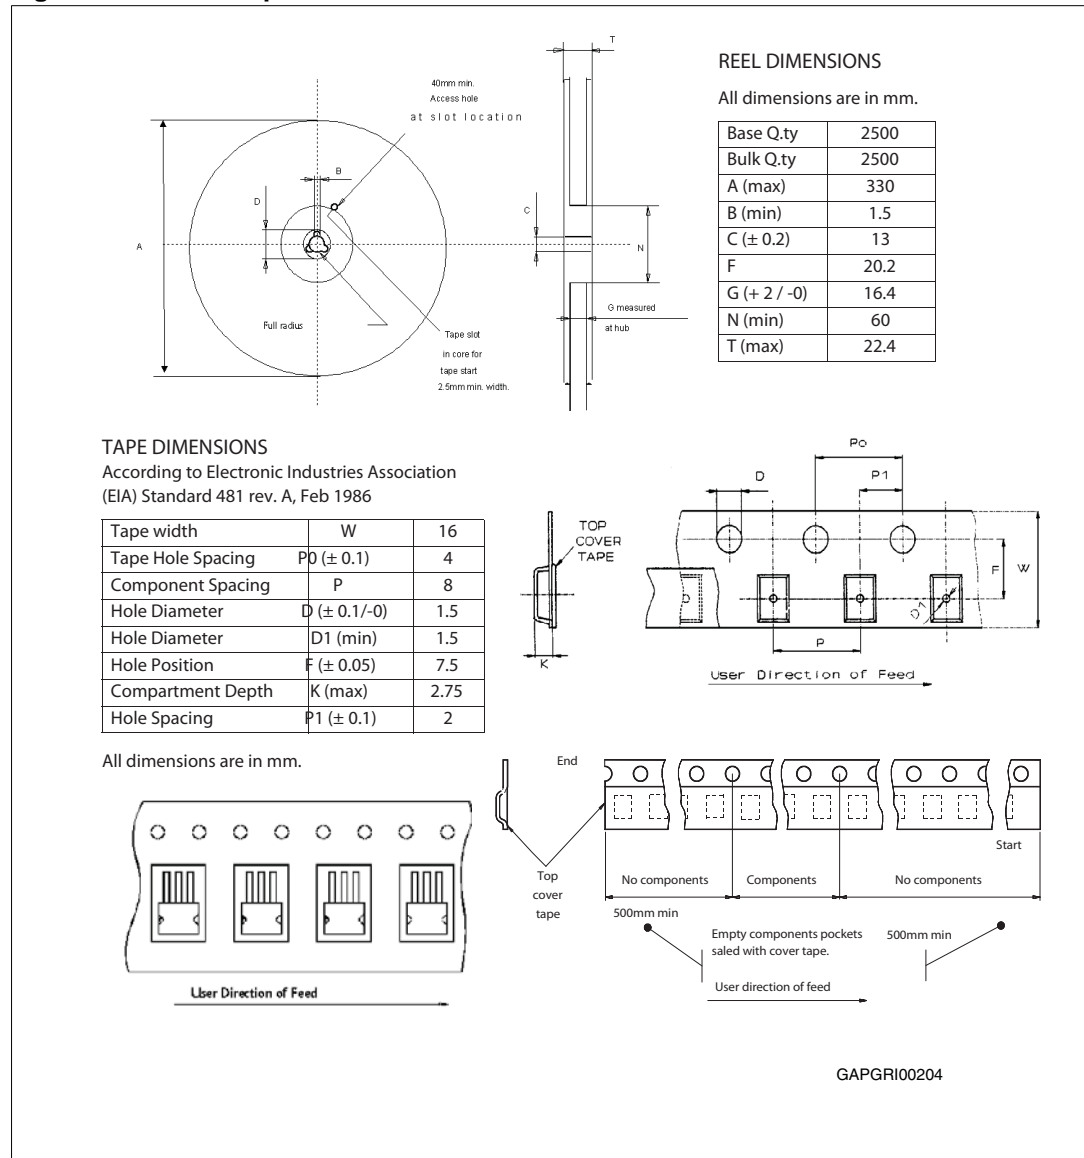 T
40mm min.
Access hole
at slot location
B
D
C
A
N
G measured
at hub
Full radius
Tape slot
in core for
tape start
2.5mm min. width.
REEL DIMENSIONS
All dimensions are in mm.
Base Q.ty 2500
Bulk Q.ty 2500
A (max) 330
B (min) 1.5
C (± 0.2) 13
F 20.2
G (+ 2 / -0) 16.4
N (min) 60
T (max) 22.4
TAPE DIMENSIONS
According to Electronic Industries Association
(EIA) Standard 481 rev. A, Feb 1986
Tape width W 16
Tape Hole Spacing P0 (± 0.1) 4
Component Spacing P 8
Hole Diameter D (± 0.1/-0) 1.5
Hole Diameter D1 (min) 1.5
Hole Position F (± 0.05) 7.5
Compartment Depth K (max) 2.75
Hole Spacing P1 (± 0.1) 2
All dimensions are in mm.
TOP
COVER
TAPE
K
Po
D
P1
F
W
D1
P
User Direction of Feed
User Direction of Feed
End
Start
Top
cover
tape
No components
Components
No components
500mm min
Empty components pockets
saled with cover tape.
500mm min
User direction of feed
GAPGRI00204